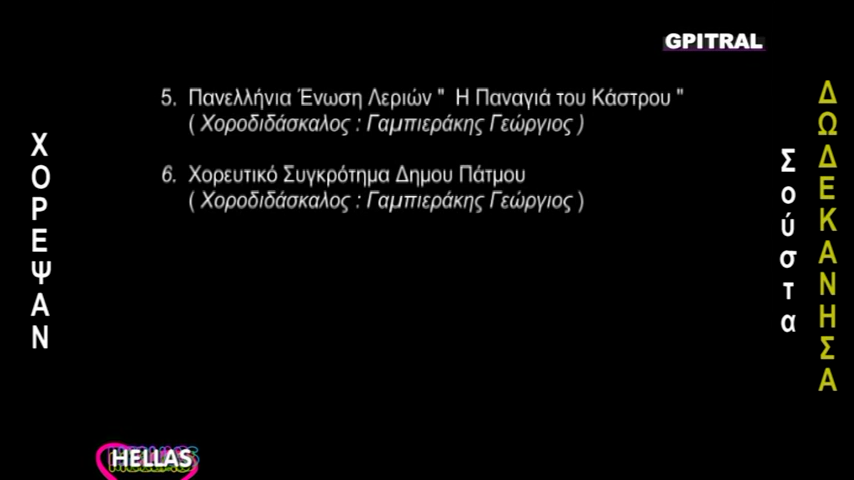 GPITRAL
5. Πανελλήνια Ένωση Λεριών " Η Παναγιά του Κάστρου "
( Χοροδιδάσκαλος : Γαμπιεράκης Γεώργιος )
6. Χορευτικό Συγκρότημα Δημου Πάτμου
( Χοροδιδάσκαλος : Γαμπιεράκης Γεώργιος )
ΧΟΡΕΨΑΝ
Σούστα
ΔΩΔΕΚΑΝΗΣΑ
HELLAS